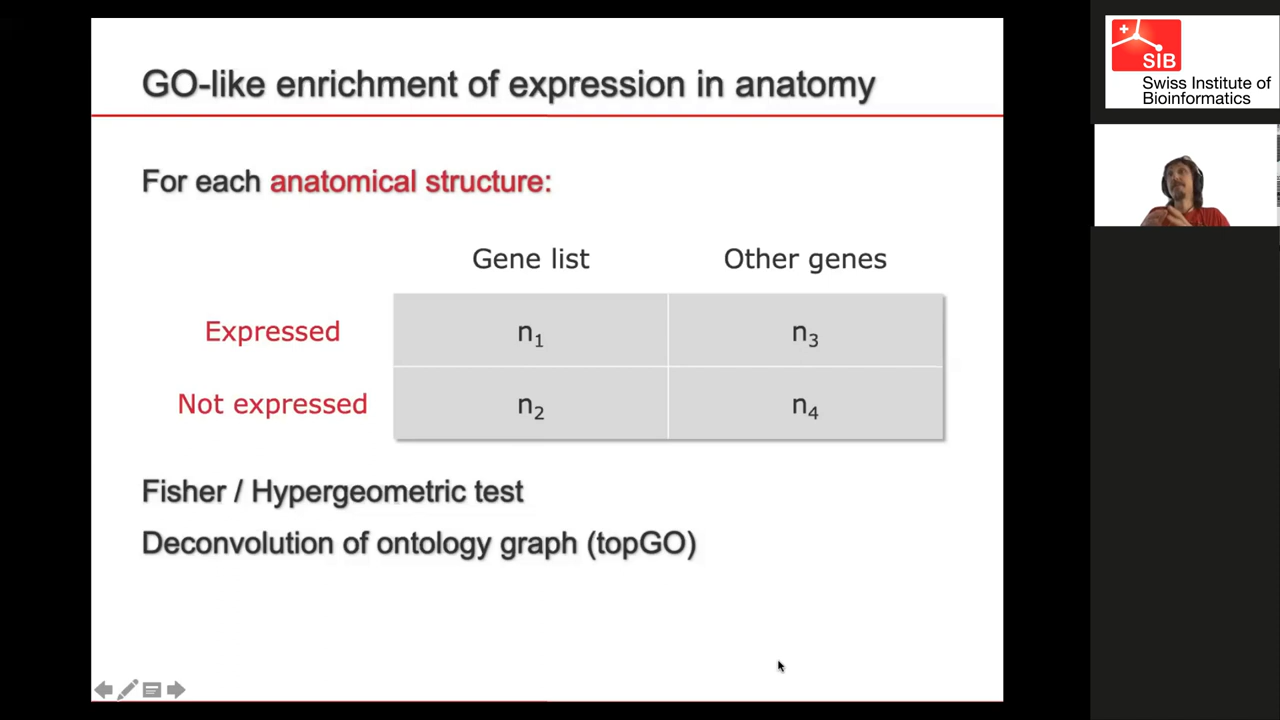 GO-like enrichment of expression in anatomy
For each anatomical structure:
Gene list Other genes
Expressed n1 n3
Not expressed n2 n4
Fisher / Hypergeometric test
Deconvolution of ontology graph (topGO)
SIB
Swiss Institute of
Bioinformatics